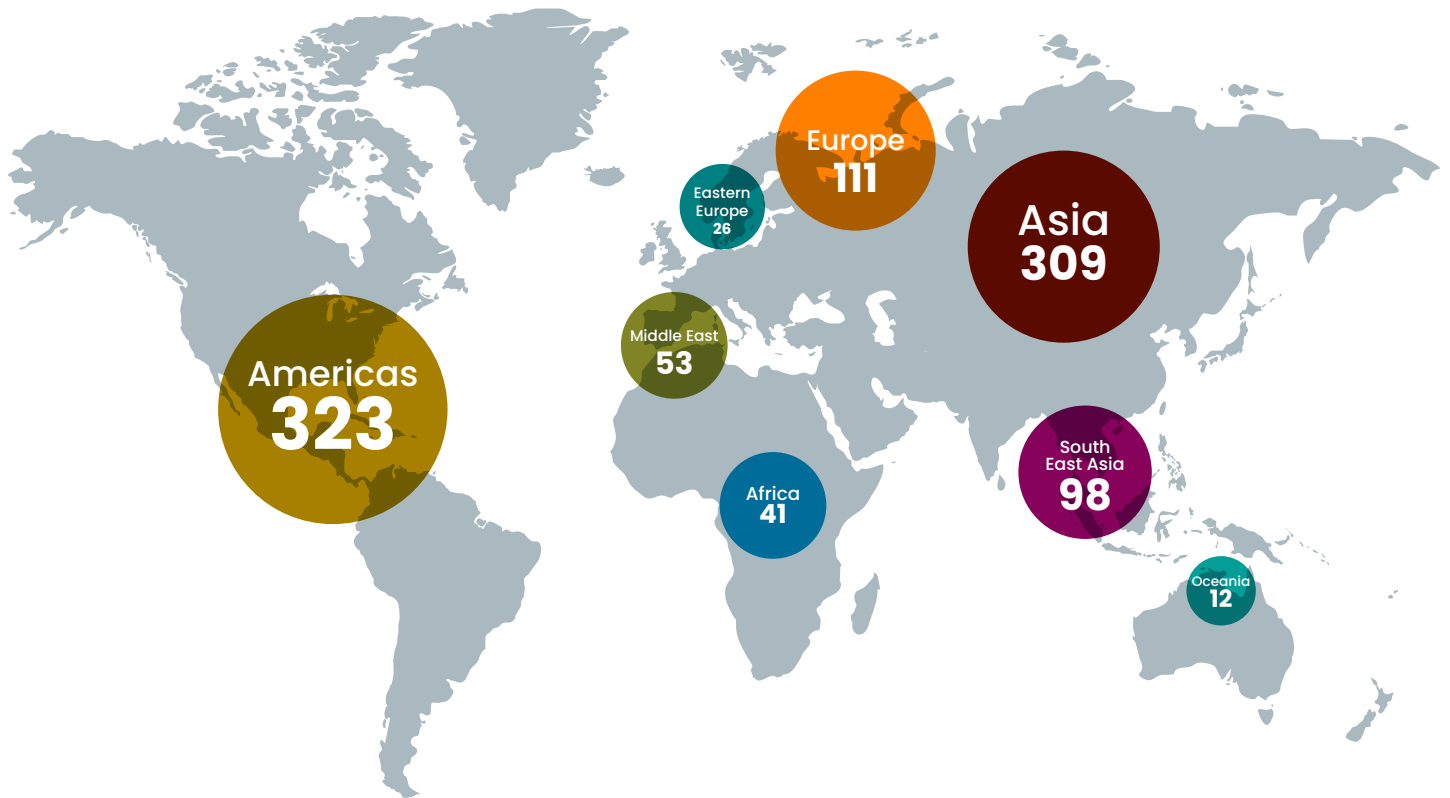 Europe
111
Eastern
Europe
26
Asia
309
Middle East
53
Americas
323
South
East Asia
98
Africa
41
Oceania
12